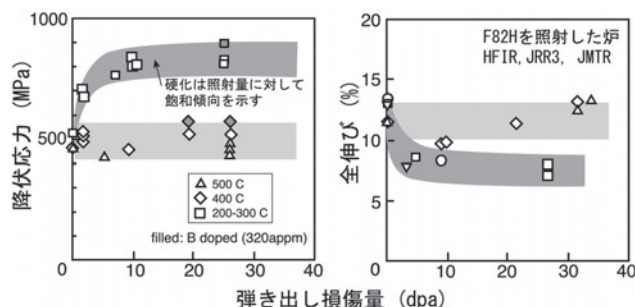 降伏応力 (MPa)
1000
500
0
硬化は照射量に対して
飽和傾向を示す
500 C
400 C
200-300 C
filled: B doped (320appm)
0 10 20 30 40
全伸び (%)
20
15
10
5
0
F82Hを照射した炉
HFIR, JRR3, JMTR
0 10 20 30 40
弾き出し損傷量 (dpa)